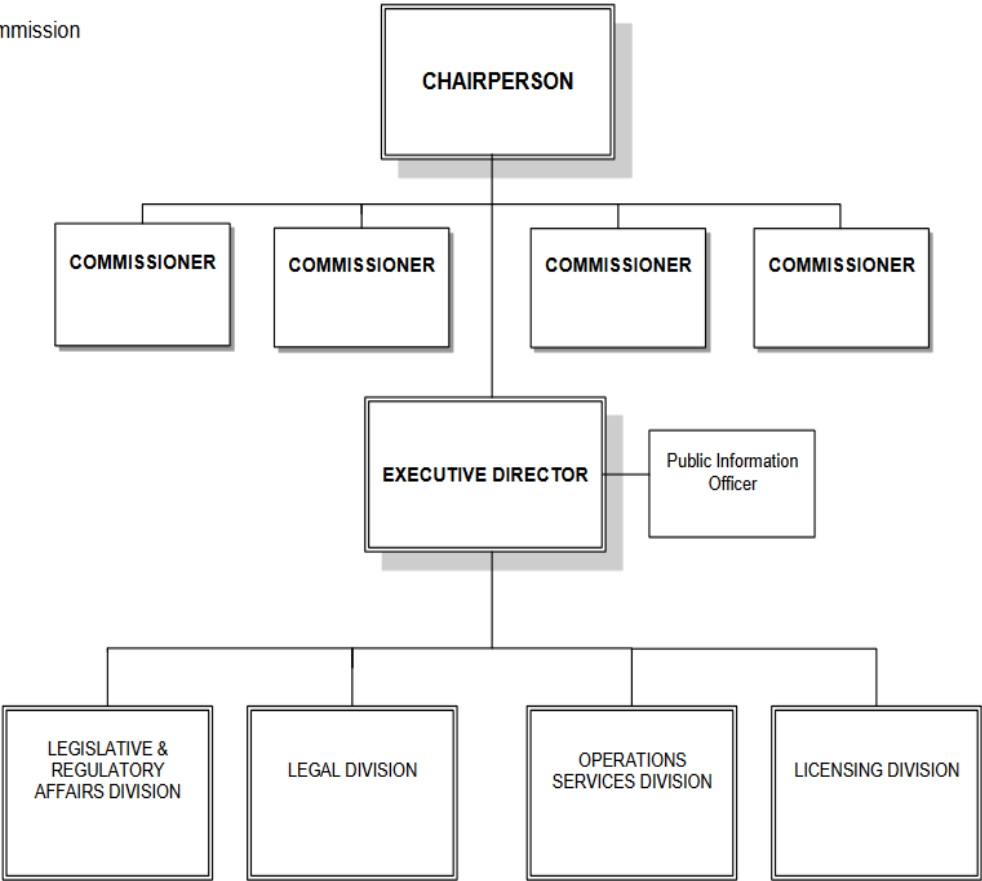 mmission
CHAIRPERSON
COMMISSIONER
COMMISSIONER
COMMISSIONER
COMMISSIONER
EXECUTIVE DIRECTOR
Public Information
Officer
LEGISLATIVE &
REGULATORY
AFFAIRS DIVISION
LEGAL DIVISION
OPERATIONS
SERVICES DIVISION
LICENSING DIVISION